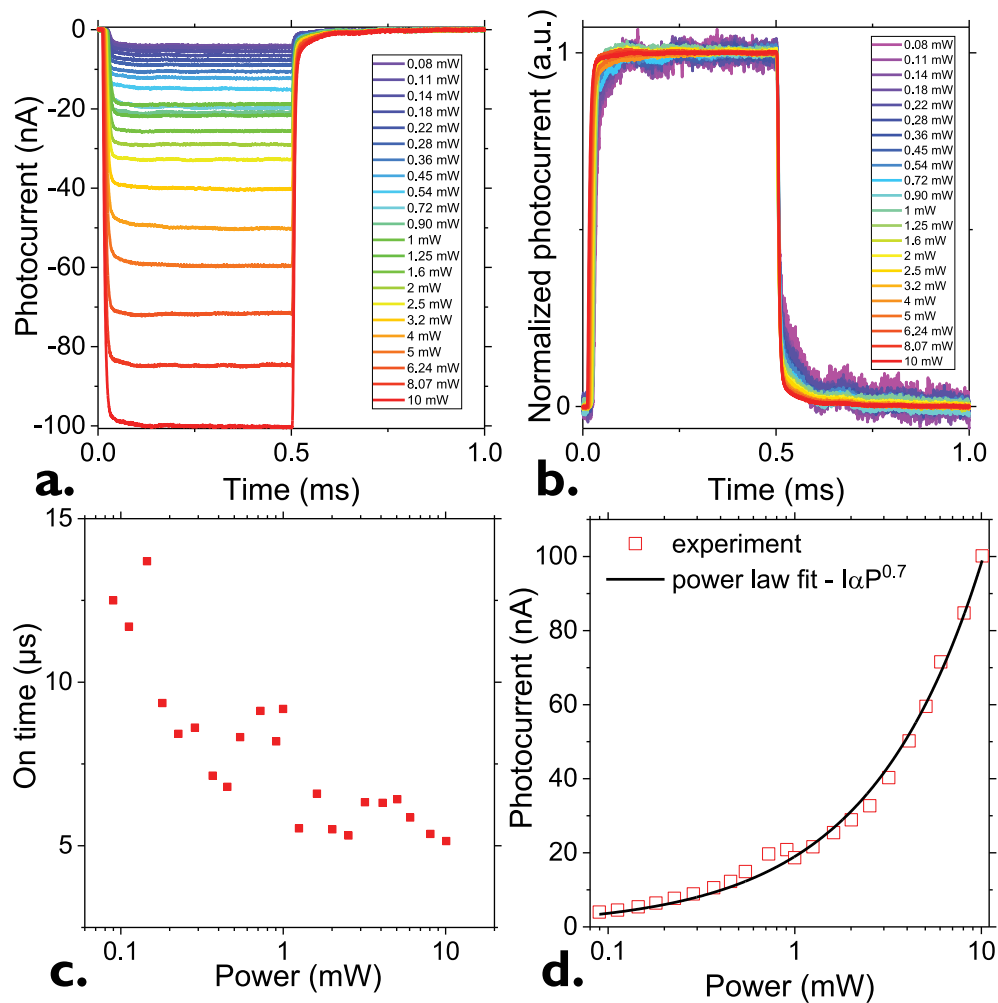 0
-20
-40
-60
-80
-100
Photocurrent (nA)
0.08 mW
0.11 mW
0.14 mW
0.18 mW
0.22 mW
0.28 mW
0.36 mW
0.45 mW
0.54 mW
0.72 mW
0.90 mW
1 mW
1.25 mW
1.6 mW
2 mW
2.5 mW
3.2 mW
4 mW
5 mW
6.24 mW
8.07 mW
10 mW
0.0 0.5 1.0
a. Time (ms)
1
0
Normalized photocurrent (a.u.)
0.08 mW
0.11 mW
0.14 mW
0.18 mW
0.22 mW
0.28 mW
0.36 mW
0.45 mW
0.54 mW
0.72 mW
0.90 mW
1 mW
1.25 mW
1.6 mW
2 mW
2.5 mW
3.2 mW
4 mW
5 mW
6.24 mW
8.07 mW
10 mW
0.0 0.5 1.0
b. Time (ms)
15
10
5
On time (µs)
0.1 1 10
c. Power (mW)
experiment
power law fit - IαP^0.7
100
80
60
40
20
0
Photocurrent (nA)
0.1 1 10
d. Power (mW)